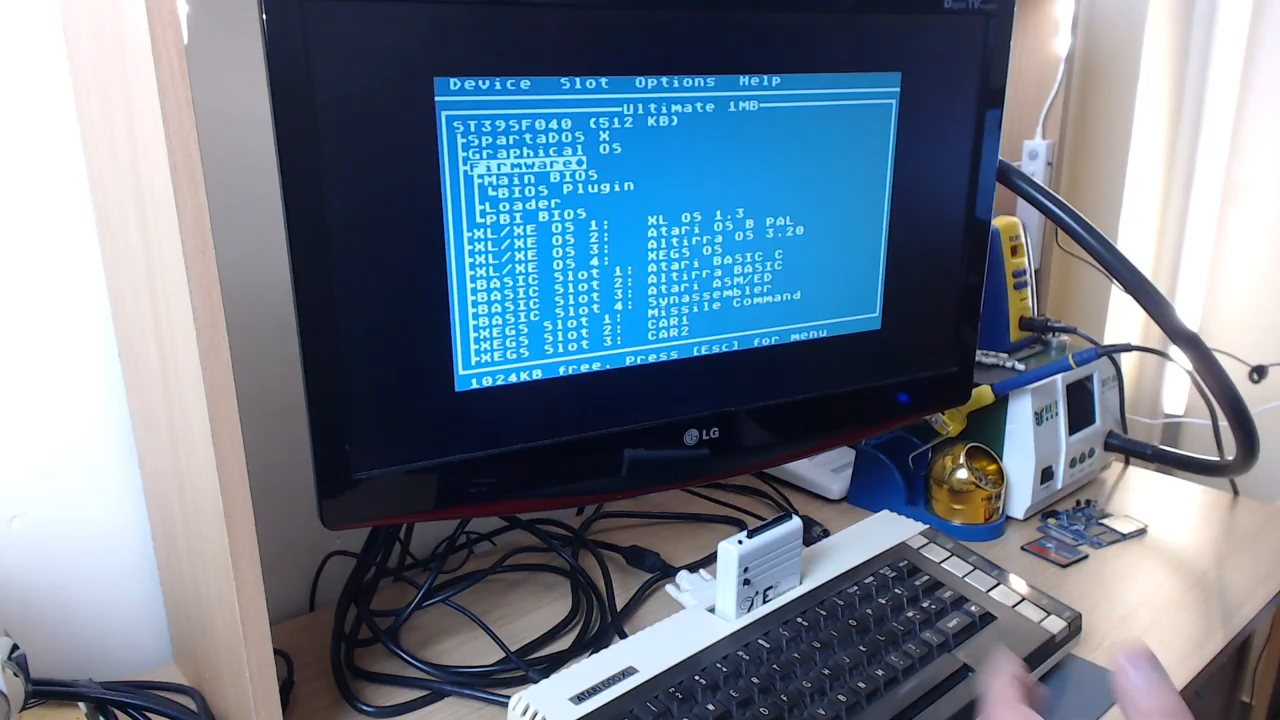 Digital TV
Device Slot Options Help
Ultimate 1MB
ST39SF040 (512 KB)
SpartaDOS X
Graphical OS
Firmware
Main BIOS
BIOS Plugin
Loader
PBI BIOS
XL/XE OS 1: XL OS 1.3
XL/XE OS 2: Atari OS B PAL
XL/XE OS 3: Altirra OS 3.20
XL/XE OS 4: XEGS OS
BASIC Slot 1: Atari BASIC C
BASIC Slot 2: Altirra BASIC
BASIC Slot 3: Atari ASM/ED
BASIC Slot 4: Synassembler
XEGS Slot 1: Missile Command
XEGS Slot 2: CAR1
XEGS Slot 3: CAR2
1024KB free. Press [Esc] for menu
LG
ATARI 600XL